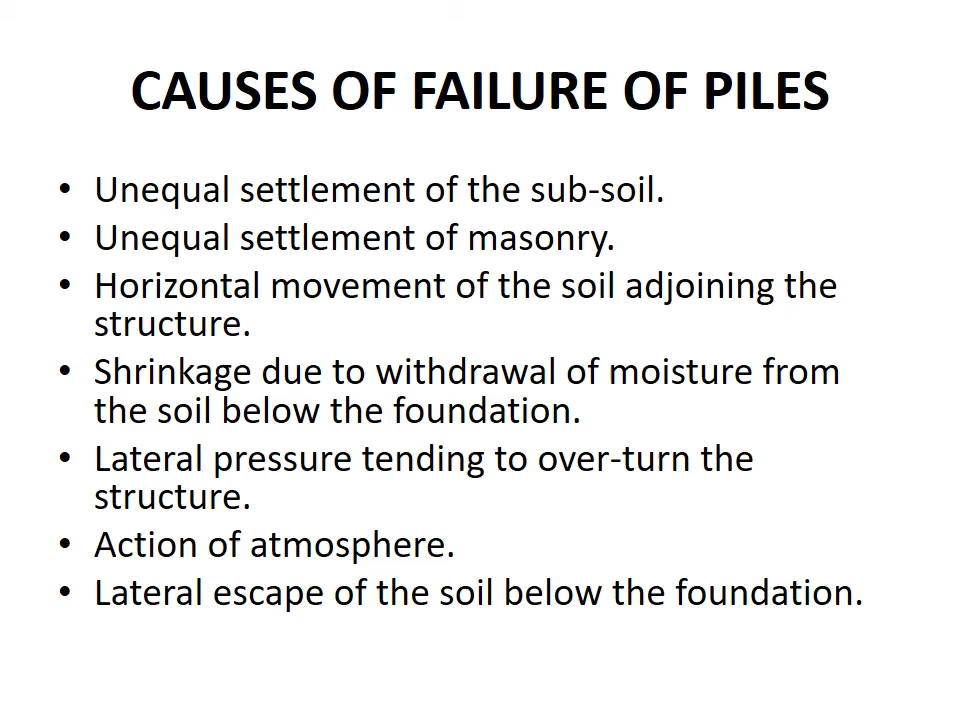 CAUSES OF FAILURE OF PILES
• Unequal settlement of the sub-soil.
• Unequal settlement of masonry.
• Horizontal movement of the soil adjoining the
structure.
• Shrinkage due to withdrawal of moisture from
the soil below the foundation.
• Lateral pressure tending to over-turn the
structure.
• Action of atmosphere.
• Lateral escape of the soil below the foundation.